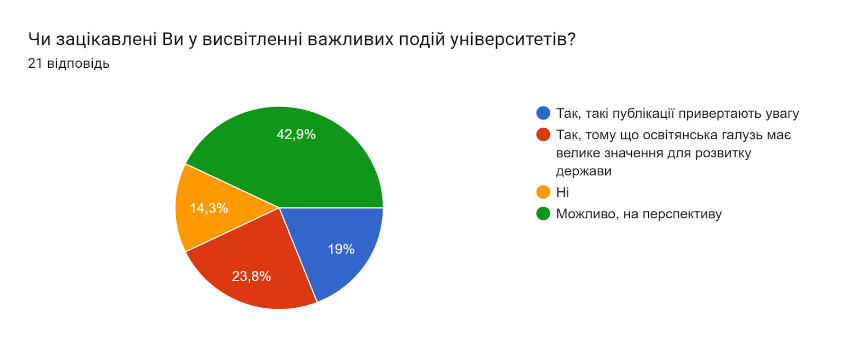 Чи зацікавлені Ви у висвітленні важливих подій університетів?
21 відповідь
42,9%
14,3%
19%
23,8%
Так, такі публікації привертають увагу
Так, тому що освітянська галузь має
велике значення для розвитку
держави
Ні
Можливо, на перспективу